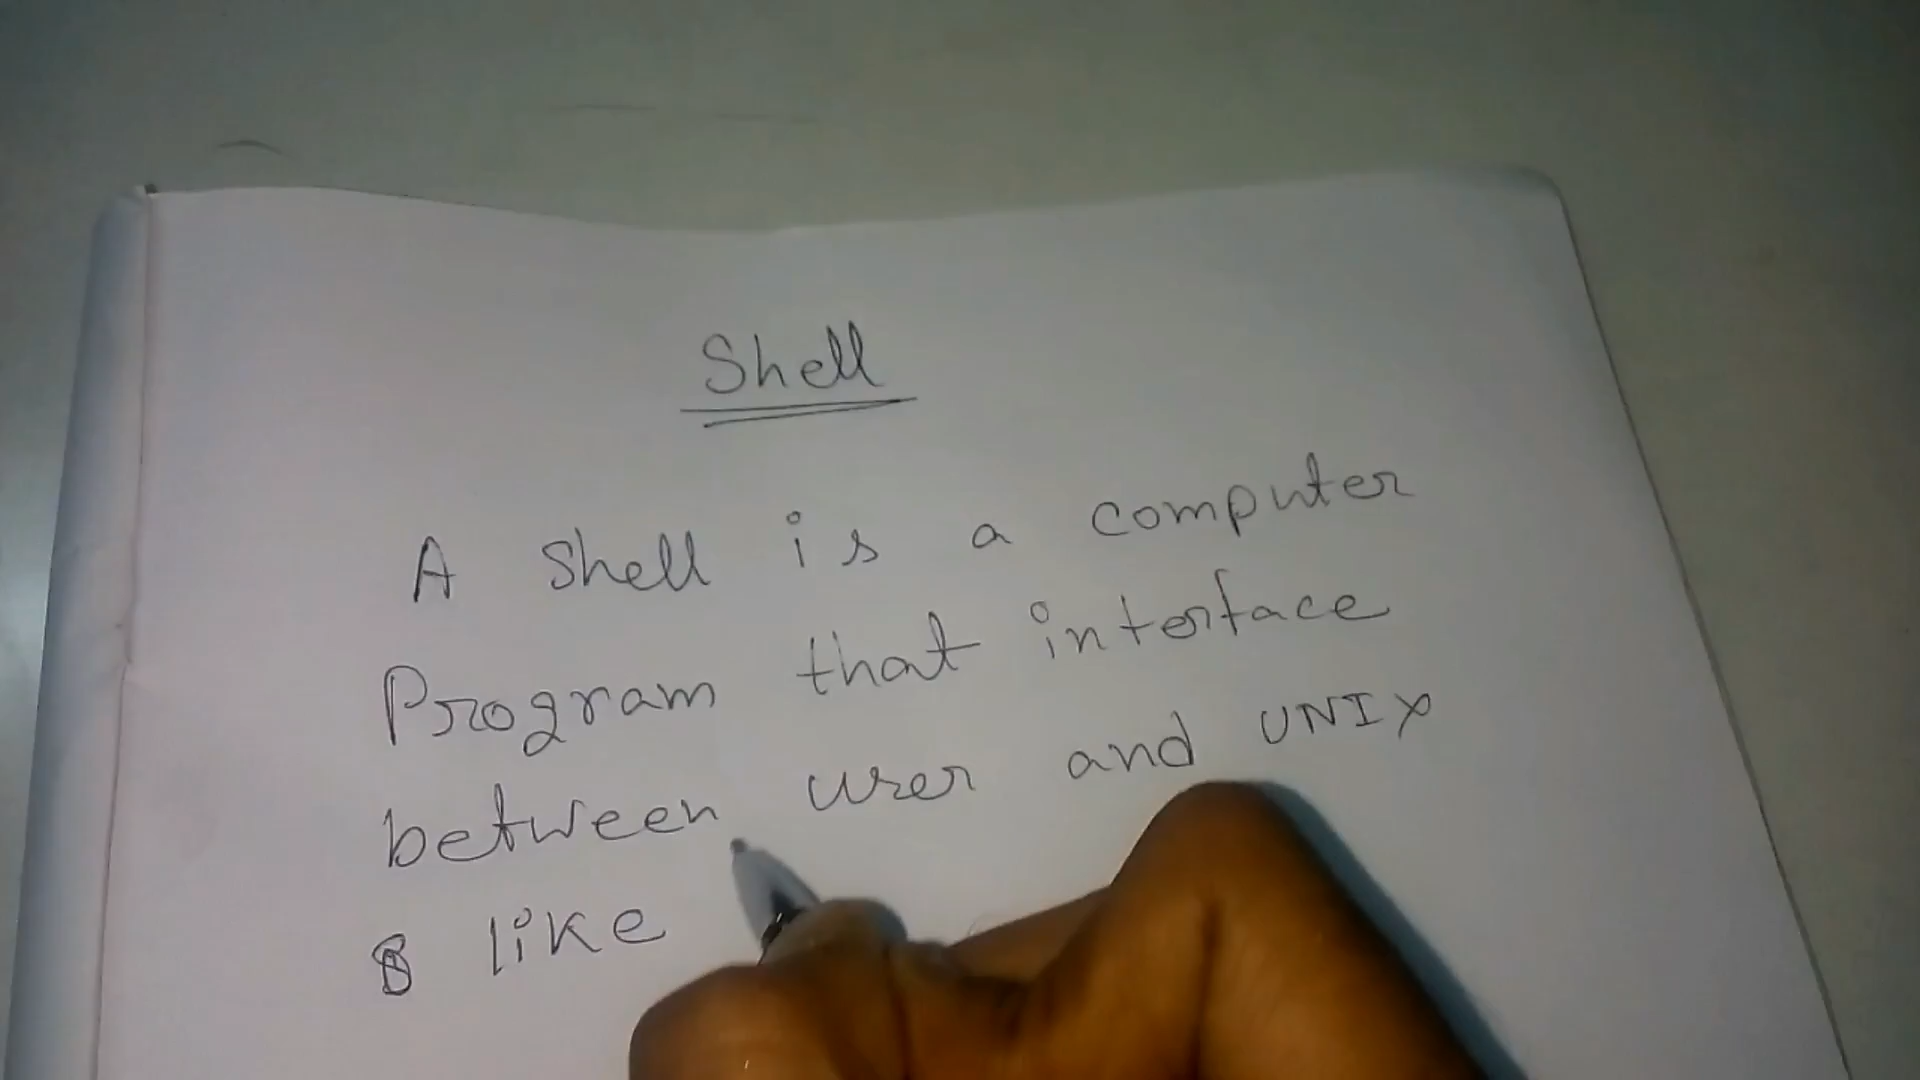 Shell
A Shell is a computer
Program that interface
between user and UNIX
like